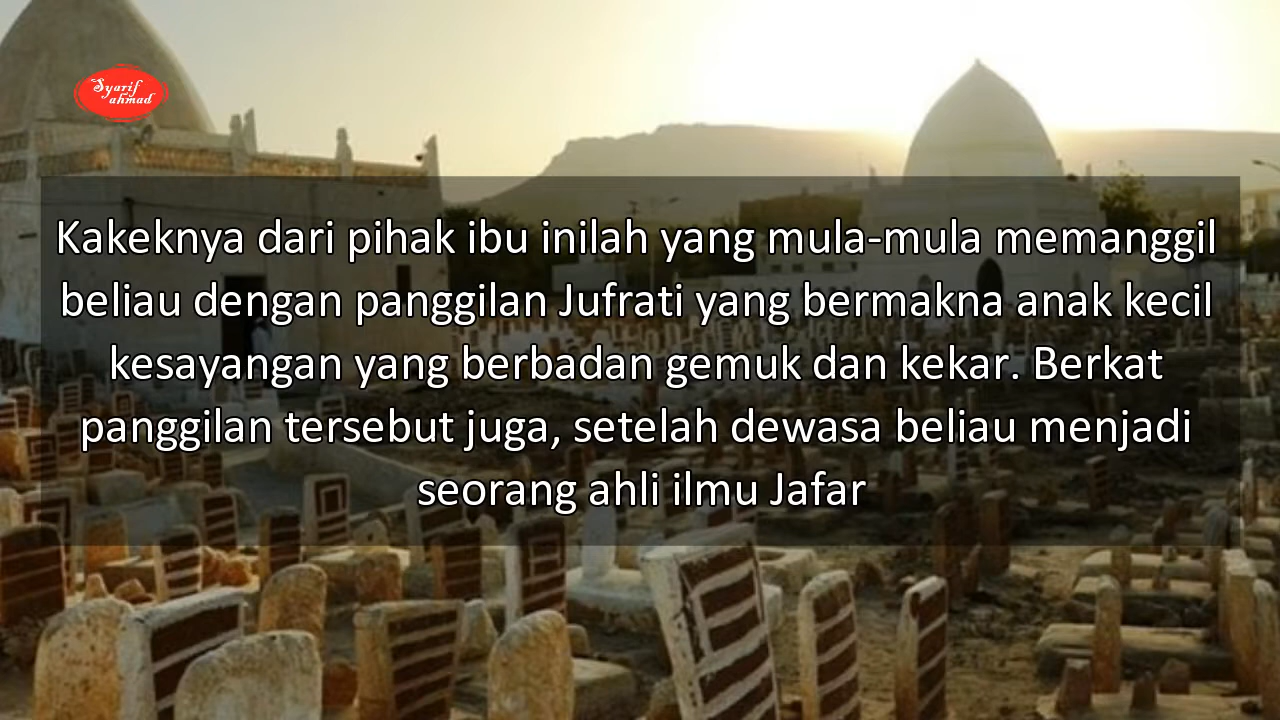 Syarif
ahmad
Kakeknya dari pihak ibu inilah yang mula-mula memanggil
beliau dengan panggilan Jufrati yang bermakna anak kecil
kesayangan yang berbadan gemuk dan kekar. Berkat
panggilan tersebut juga, setelah dewasa beliau menjadi
seorang ahli ilmu Jafar